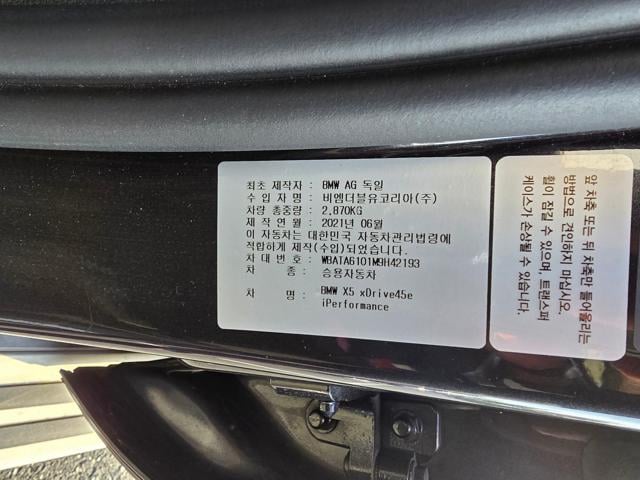 최초 제작자 : BMW AG 독일
수 입 자 명 : 비엠더블유코리아(주)
차량 총중량 : 2,870KG
제 작 연 월 : 2021년 06월
이 자동차는 대한민국 자동차관리법령에
적합하게 제작(수입)되었습니다.
차 대 번 호 : WBATA6101M9H42193
차 종 : 승용자동차
차 명 : BMW X5 xDrive45e
iPerformance
앞 차축 또는 뒤 차축만 들어올리는
방법으로 견인하지 마십시오.
휠이 잠길 수 있으며, 트랜스퍼
케이스가 손상될 수 있습니다.